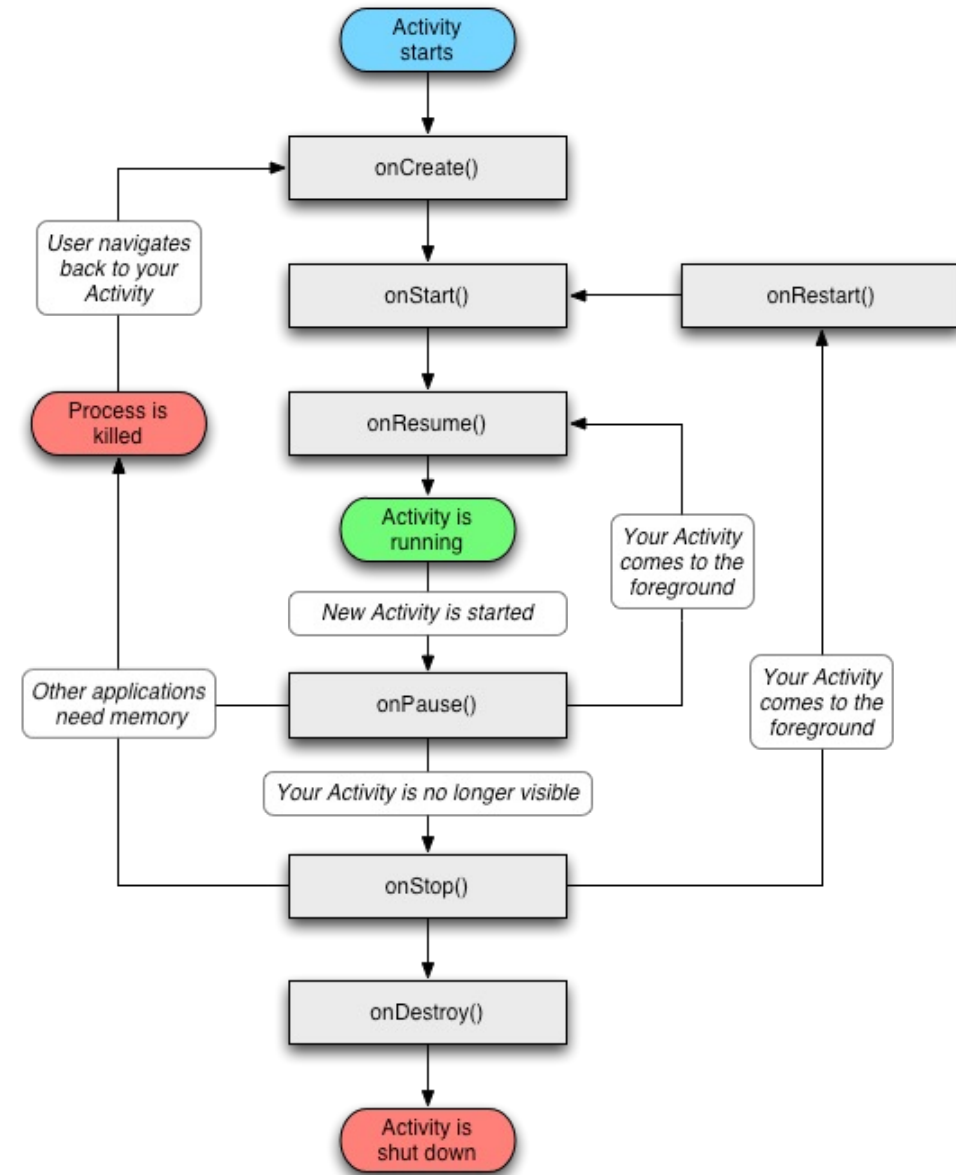 Activity
starts
onCreate()
User navigates
back to your
Activity
onStart()
onRestart()
Process is
killed
onResume()
Activity is
running
Your Activity
comes to the
foreground
New Activity is started
Other applications
need memory
onPause()
Your Activity
comes to the
foreground
Your Activity is no longer visible
onStop()
onDestroy()
Activity is
shut down